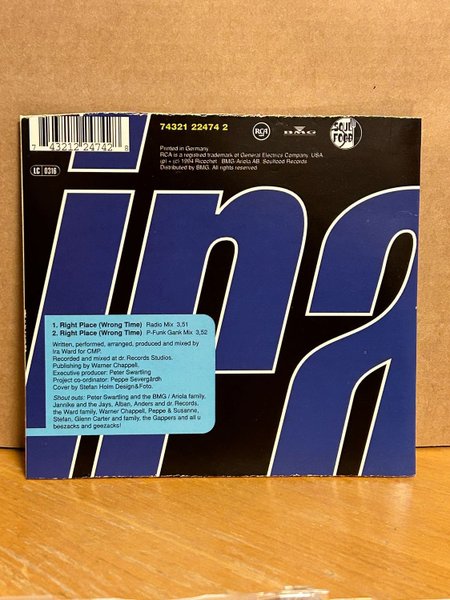 74321 22474 2
RCA
BMG
SOUL FOOD
7 43212 24742 8
Printed in Germany
RCA is a registred trademark of General Electrics Company, USA.
(p) + (c) 1994 Ricochet · BMG-Ariola AB. Soulfood Records
Distributed by BMG. All rights reserved
LC 0316
ipa
1. Right Place (Wrong Time) Radio Mix 3,51
2. Right Place (Wrong Time) P-Funk Gank Mix 3,52
Written, performed, arranged, produced and mixed by
Ira Ward for CMP.
Recorded and mixed at dr. Records Studios.
Publishing by Warner Chappell.
Executive producer: Peter Swartling
Project co-ordinator: Peppe Severgårdh
Cover by Stefan Holm Design&Foto.
Shout outs: Peter Swartling and the BMG / Ariola family,
Jannike and the Jays, Alban, Anders and dr. Records,
the Ward family, Warner Chappell, Peppe & Susanne,
Stefan, Glenn Carter and family, the Gappers and all u
beezacks and geezacks!